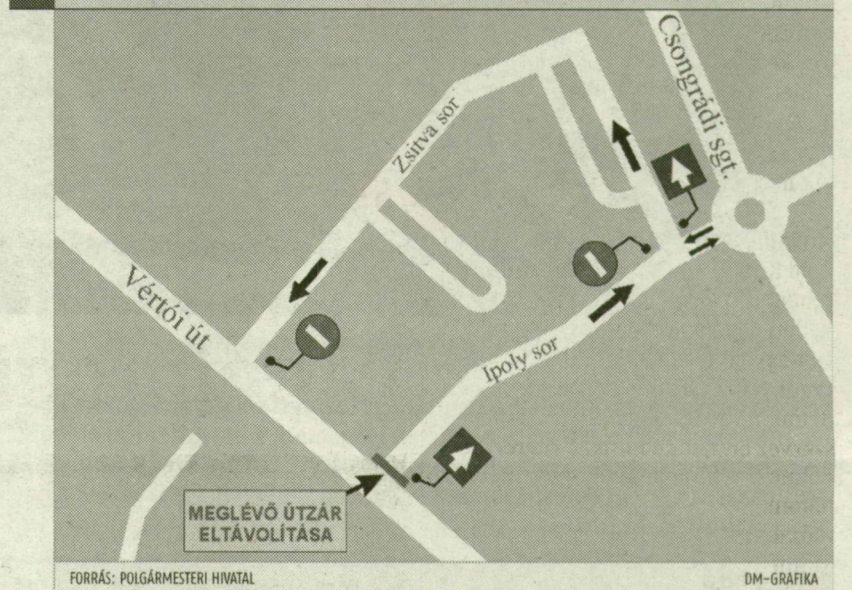 Csongrádi sgt.
Zsitva sor
Vértói út
Ipoly sor
MEGLÉVŐ ÚTZÁR
ELTÁVOLÍTÁSA
FORRÁS: POLGÁRMESTERI HIVATAL
DM-GRAFIKA